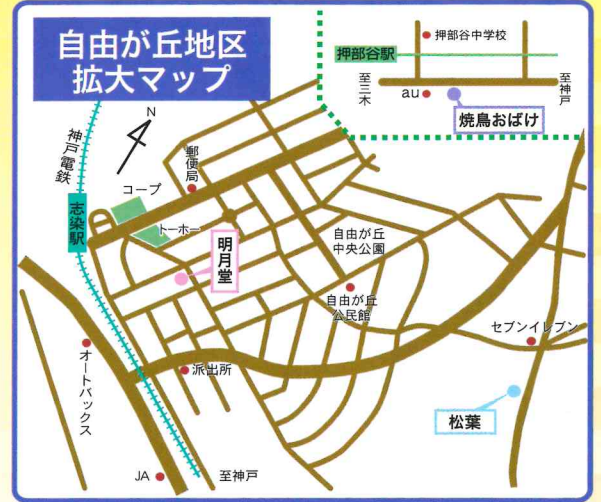 自由が丘地区
拡大マップ
押部谷中学校
押部谷駅
至三木
至神戸
au
焼鳥おばけ
N
神戸電鉄
郵便局
コープ
志染駅
トーホー
明月堂
自由が丘
中央公園
自由が丘
公民館
セブンイレブン
オートバックス
派出所
松葉
JA
至神戸